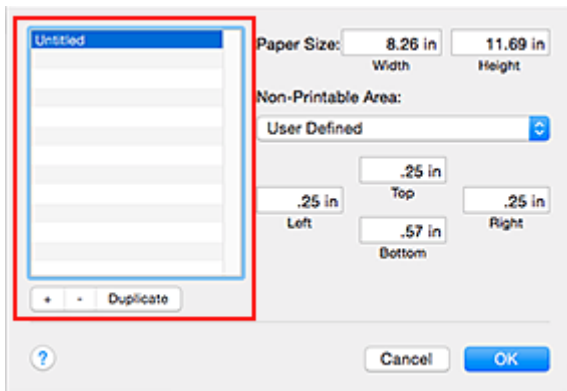 Untitled
Paper Size: 8.26 in 11.69 in
Width Height
Non-Printable Area:
User Defined
.25 in
Top
.25 in .25 in
Left Right
.57 in
Bottom
+ - Duplicate
? Cancel OK